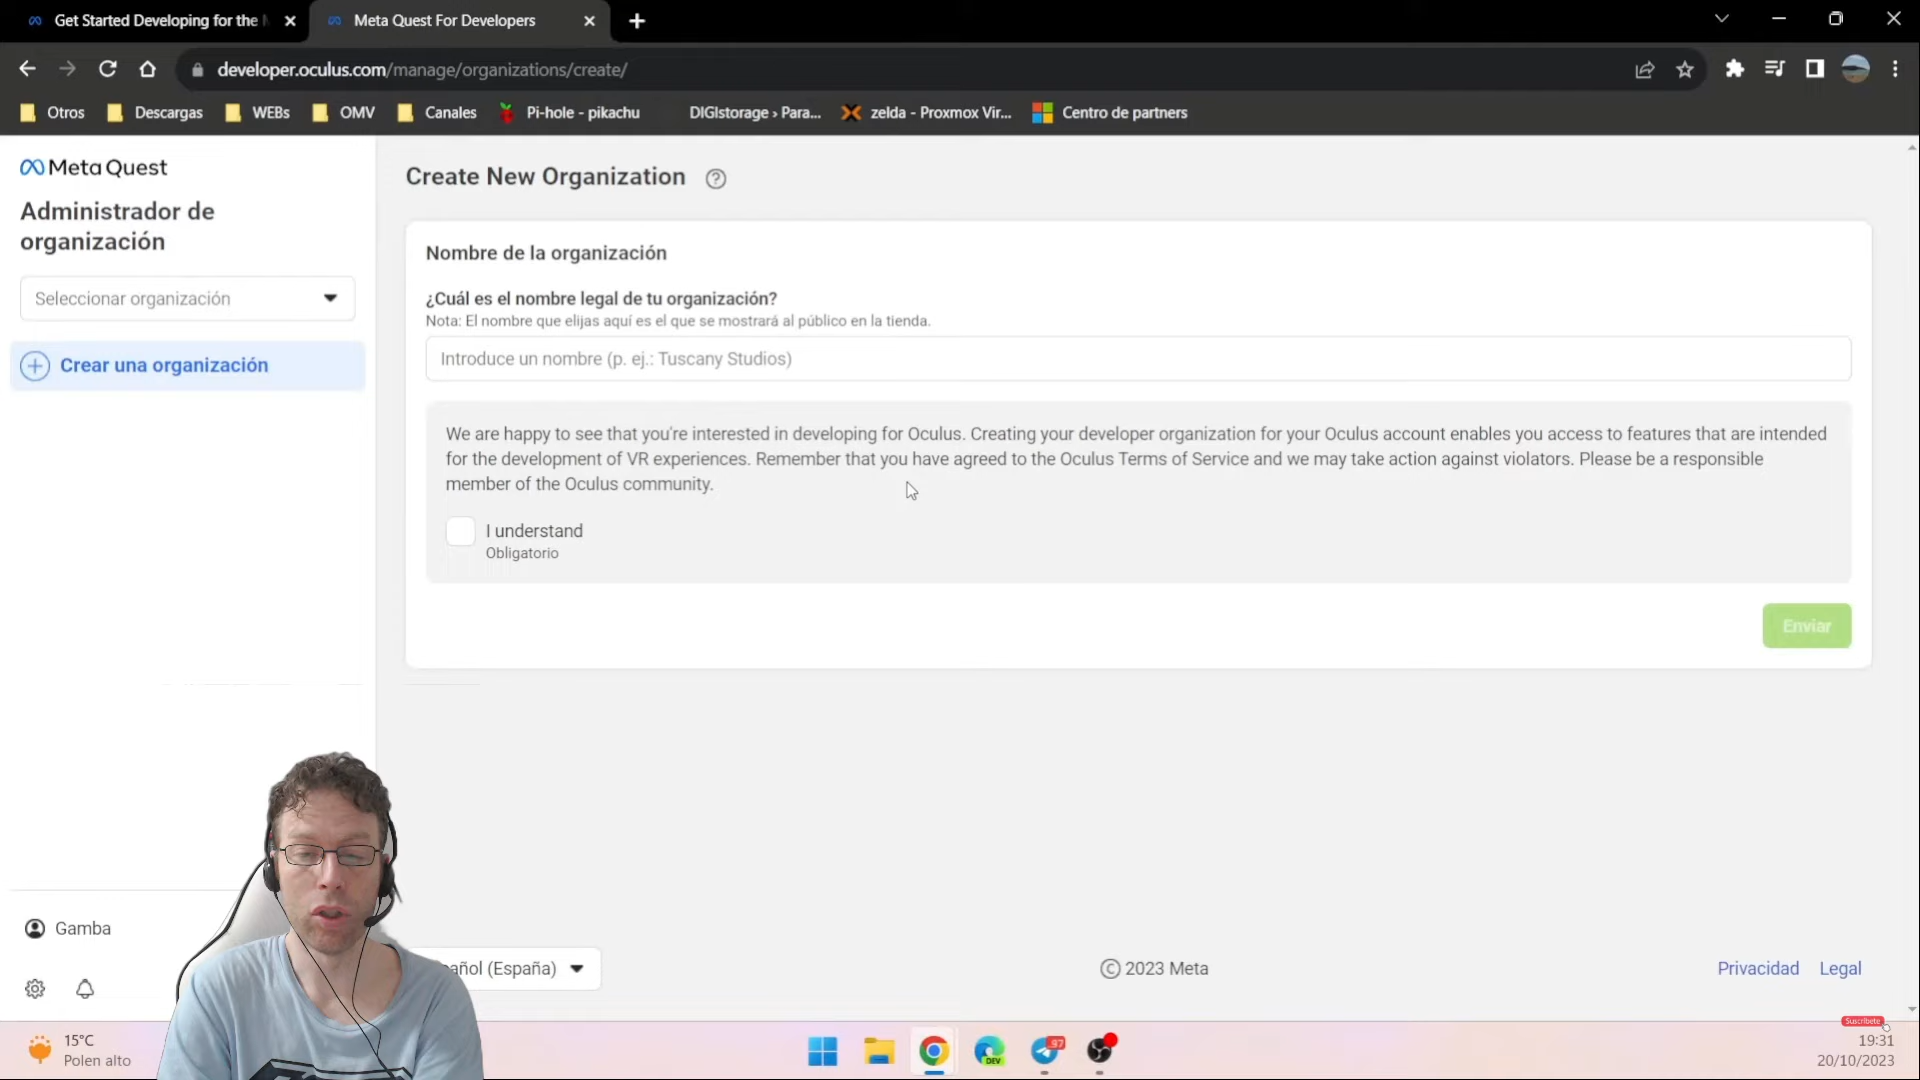 Get Started Developing for the
Meta Quest For Developers
developer.oculus.com/manage/organizations/create/
Otros
Descargas
WEBs
OMV
Canales
Pi-hole - pikachu
DIGIstorage › Para...
zelda - Proxmox Vir...
Centro de partners
Meta Quest
Administrador de
organización
Seleccionar organización
Crear una organización
Create New Organization
Nombre de la organización
¿Cuál es el nombre legal de tu organización?
Nota: El nombre que elijas aquí es el que se mostrará al público en la tienda.
Introduce un nombre (p. ej.: Tuscany Studios)
We are happy to see that you're interested in developing for Oculus. Creating your developer organization for your Oculus account enables you access to features that are intended
for the development of VR experiences. Remember that you have agreed to the Oculus Terms of Service and we may take action against violators. Please be a responsible
member of the Oculus community.
I understand
Obligatorio
Enviar
Gamba
añol (España)
© 2023 Meta
Privacidad
Legal
15°C
Polen alto
DEV
97
Suscríbete
19:31
20/10/2023